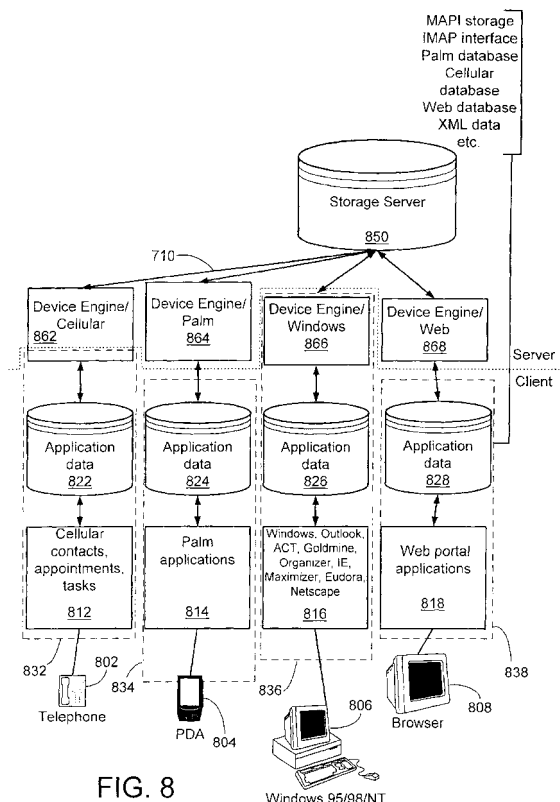 MAPI storage
IMAP interface
Palm database
Cellular
database
Web database
XML data
etc.
Storage Server
850
710
Device Engine/
Cellular
862
Device Engine/
Palm
864
Device Engine/
Windows
866
Device Engine/
Web
868
Server
Client
Application
data
822
Application
data
824
Application
data
826
Application
data
828
Cellular
contacts,
appointments,
tasks
812
Palm
applications
814
Windows, Outlook,
ACT, Goldmine,
Organizer, IE,
Maximizer, Eudora,
Netscape
816
Web portal
applications
818
832
802
Telephone
834
PDA
804
836
806
838
808
Browser
Windows 95/98/NT
FIG. 8